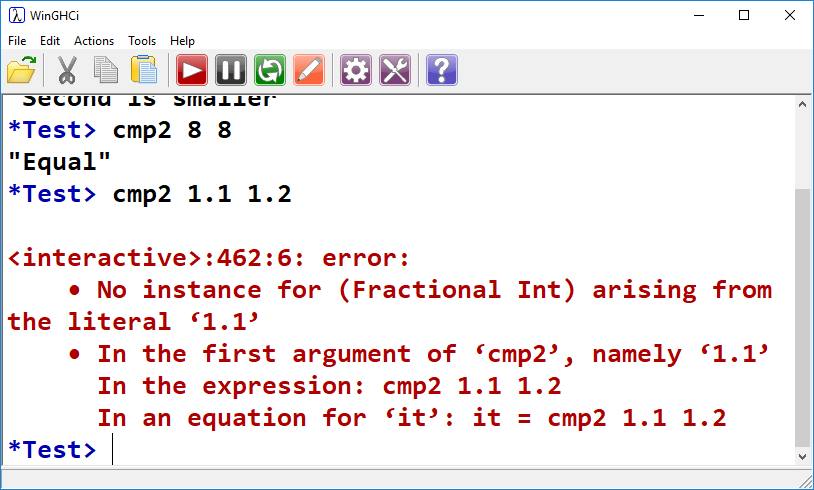 WinGHCi
File Edit Actions Tools Help
"Second is smaller"
*Test> cmp2 8 8
"Equal"
*Test> cmp2 1.1 1.2
<interactive>:462:6: error:
• No instance for (Fractional Int) arising from
the literal ‘1.1’
• In the first argument of ‘cmp2’, namely ‘1.1’
In the expression: cmp2 1.1 1.2
In an equation for ‘it’: it = cmp2 1.1 1.2
*Test>